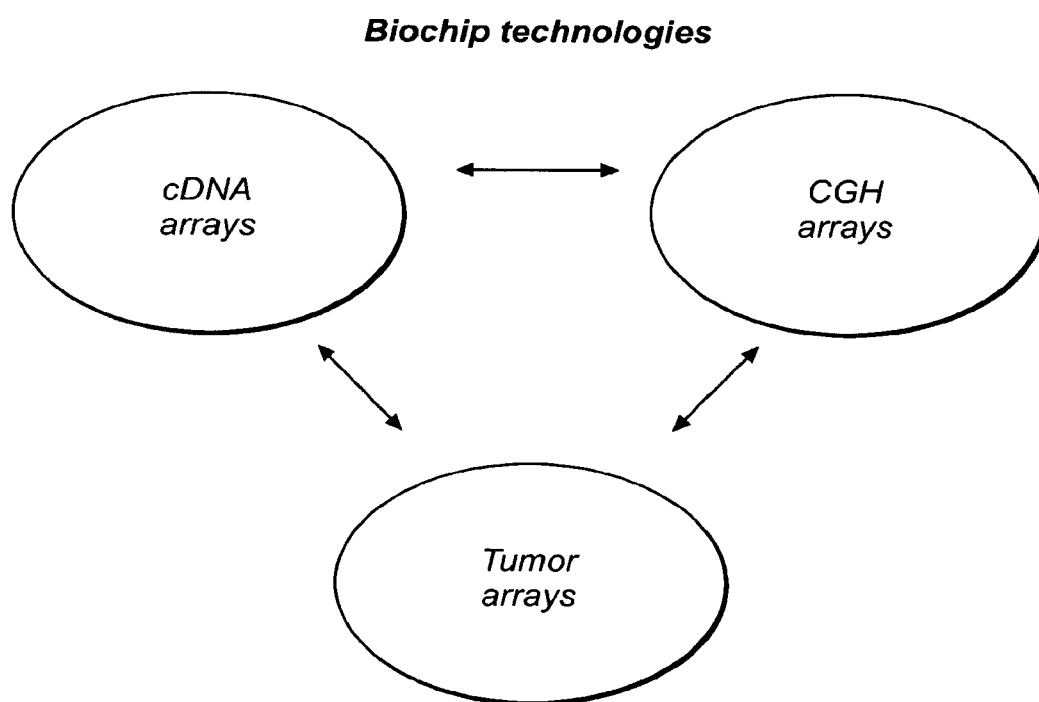 Biochip technologies
cDNA
arrays
CGH
arrays
Tumor
arrays